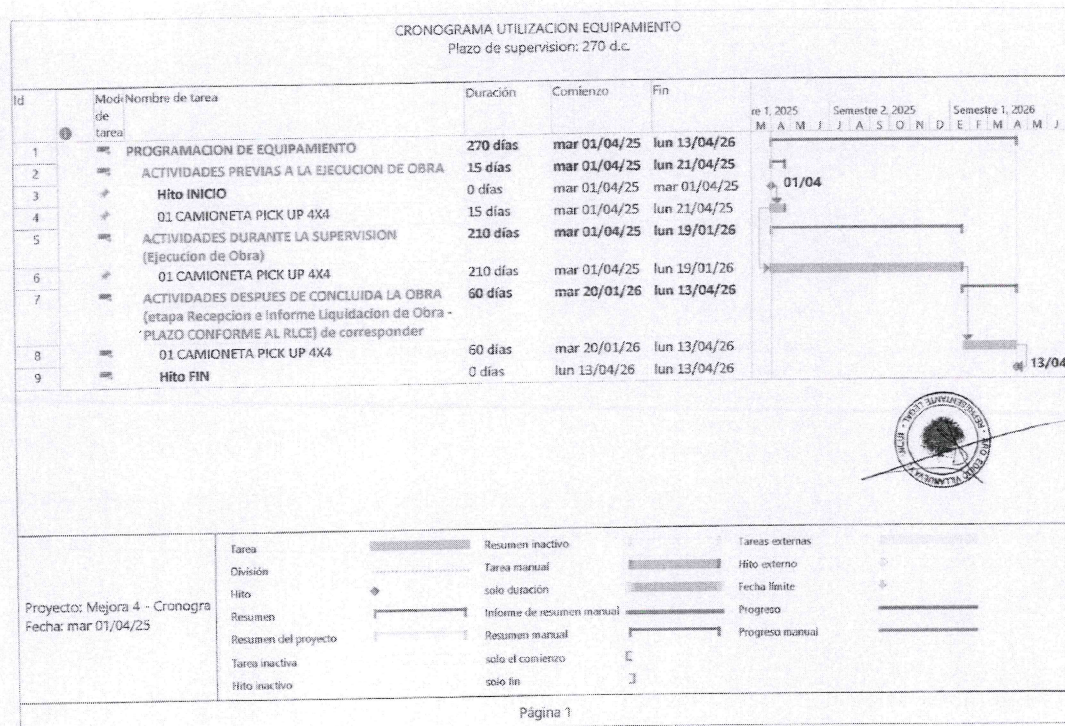 CRONOGRAMA UTILIZACION EQUIPAMIENTO
Plazo de supervision: 270 d.c.
Id Modo de tarea Nombre de tarea Duración Comienzo Fin
re 1, 2025 Semestre 2, 2025 Semestre 1, 2026
M A M J J A S O N D E F M A M J
1 PROGRAMACION DE EQUIPAMIENTO 270 días mar 01/04/25 lun 13/04/26
2 ACTIVIDADES PREVIAS A LA EJECUCION DE OBRA 15 días mar 01/04/25 lun 21/04/25
3 Hito INICIO 0 días mar 01/04/25 mar 01/04/25 01/04
4 01 CAMIONETA PICK UP 4X4 15 días mar 01/04/25 lun 21/04/25
5 ACTIVIDADES DURANTE LA SUPERVISION 210 días mar 01/04/25 lun 19/01/26
(Ejecucion de Obra)
6 01 CAMIONETA PICK UP 4X4 210 días mar 01/04/25 lun 19/01/26
7 ACTIVIDADES DESPUES DE CONCLUIDA LA OBRA 60 días mar 20/01/26 lun 13/04/26
(etapa Recepcion e Informe Liquidacion de Obra -
PLAZO CONFORME AL RLCE) de corresponder
8 01 CAMIONETA PICK UP 4X4 60 días mar 20/01/26 lun 13/04/26
9 Hito FIN 0 días lun 13/04/26 lun 13/04/26 13/04
REPRESENTANTE LEGAL
VILLANUEVA
Proyecto: Mejora 4 - Cronogra
Fecha: mar 01/04/25
Tarea Resumen inactivo Tareas externas
División Tarea manual Hito externo
Hito solo duración Fecha límite
Resumen Informe de resumen manual Progreso
Resumen del proyecto Resumen manual Progreso manual
Tarea inactiva solo el comienzo
Hito inactivo solo fin
Página 1